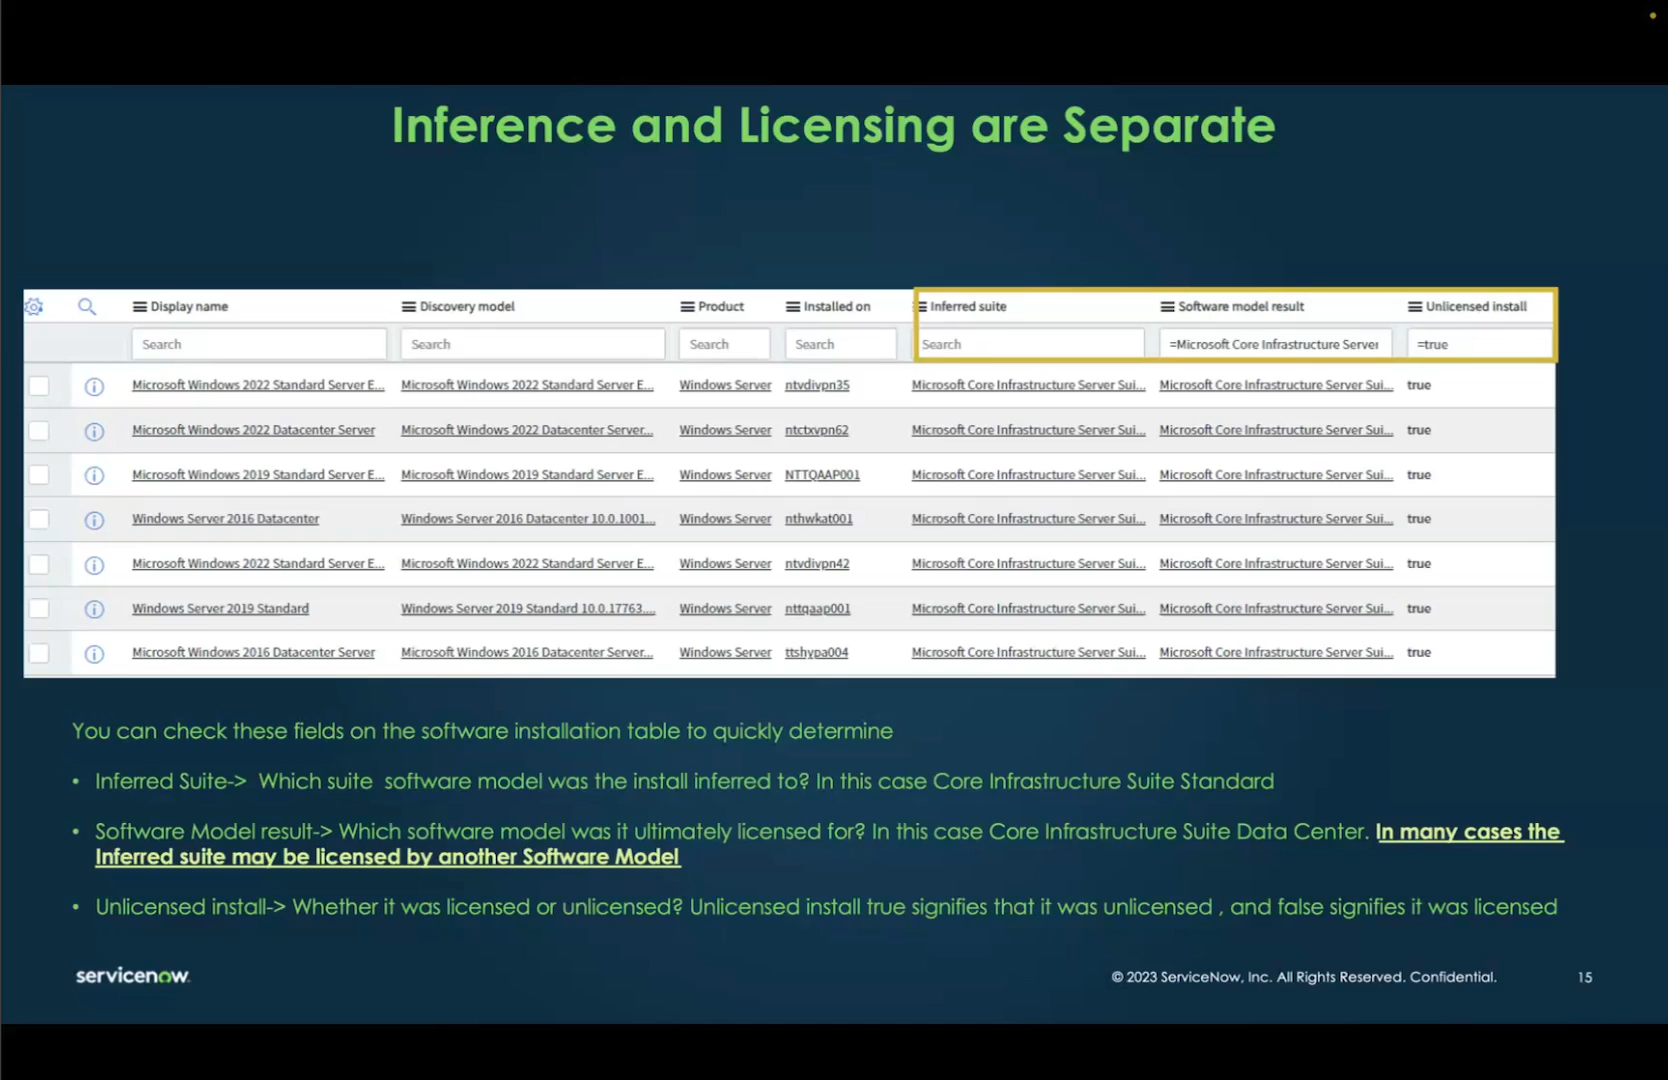 Inference and Licensing are Separate
Display name Discovery model Product Installed on Inferred suite Software model result Unlicensed install
Search Search Search Search Search =Microsoft Core Infrastructure Server =true
Microsoft Windows 2022 Standard Server E... Microsoft Windows 2022 Standard Server E... Windows Server ntvdivpn35 Microsoft Core Infrastructure Server Sui... Microsoft Core Infrastructure Server Sui... true
Microsoft Windows 2022 Datacenter Server Microsoft Windows 2022 Datacenter Server... Windows Server ntctxvpn62 Microsoft Core Infrastructure Server Sui... Microsoft Core Infrastructure Server Sui... true
Microsoft Windows 2019 Standard Server E... Microsoft Windows 2019 Standard Server E... Windows Server NTTQAAP001 Microsoft Core Infrastructure Server Sui... Microsoft Core Infrastructure Server Sui... true
Windows Server 2016 Datacenter Windows Server 2016 Datacenter 10.0.1001... Windows Server nthwkat001 Microsoft Core Infrastructure Server Sui... Microsoft Core Infrastructure Server Sui... true
Microsoft Windows 2022 Standard Server E... Microsoft Windows 2022 Standard Server E... Windows Server ntvdivpn42 Microsoft Core Infrastructure Server Sui... Microsoft Core Infrastructure Server Sui... true
Windows Server 2019 Standard Windows Server 2019 Standard 10.0.17763.... Windows Server nttqaap001 Microsoft Core Infrastructure Server Sui... Microsoft Core Infrastructure Server Sui... true
Microsoft Windows 2016 Datacenter Server Microsoft Windows 2016 Datacenter Server... Windows Server ttshypa004 Microsoft Core Infrastructure Server Sui... Microsoft Core Infrastructure Server Sui... true
You can check these fields on the software installation table to quickly determine
• Inferred Suite-> Which suite software model was the install inferred to? In this case Core Infrastructure Suite Standard
• Software Model result-> Which software model was it ultimately licensed for? In this case Core Infrastructure Suite Data Center. In many cases the
Inferred suite may be licensed by another Software Model
• Unlicensed install-> Whether it was licensed or unlicensed? Unlicensed install true signifies that it was unlicensed , and false signifies it was licensed
servicenow
© 2023 ServiceNow, Inc. All Rights Reserved. Confidential. 15